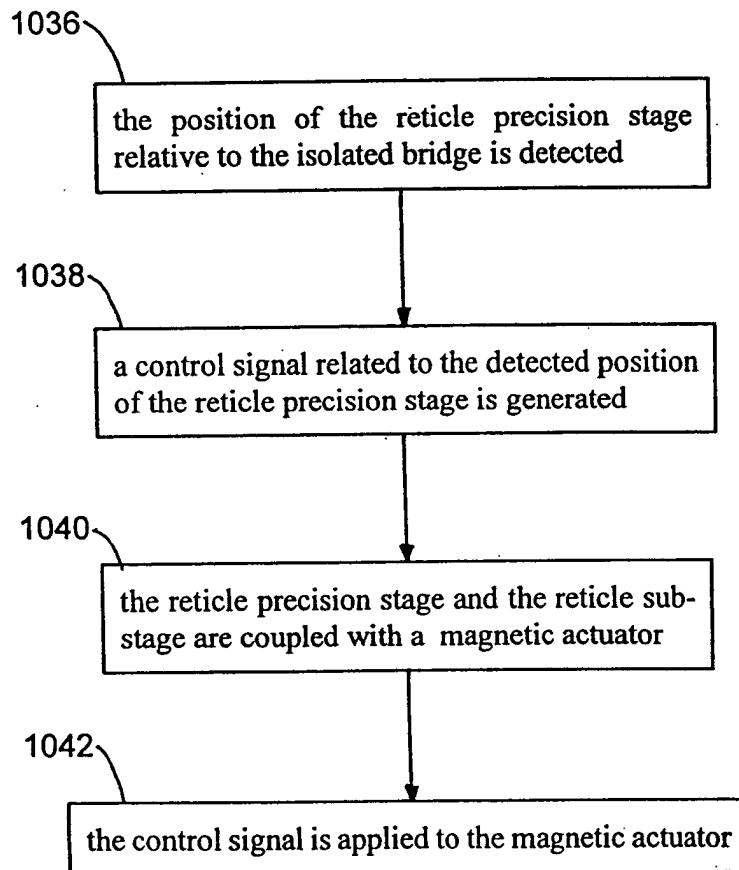 1036
the position of the reticle precision stage
relative to the isolated bridge is detected
1038
a control signal related to the detected position
of the reticle precision stage is generated
1040
the reticle precision stage and the reticle sub-
stage are coupled with a magnetic actuator
1042
the control signal is applied to the magnetic actuator